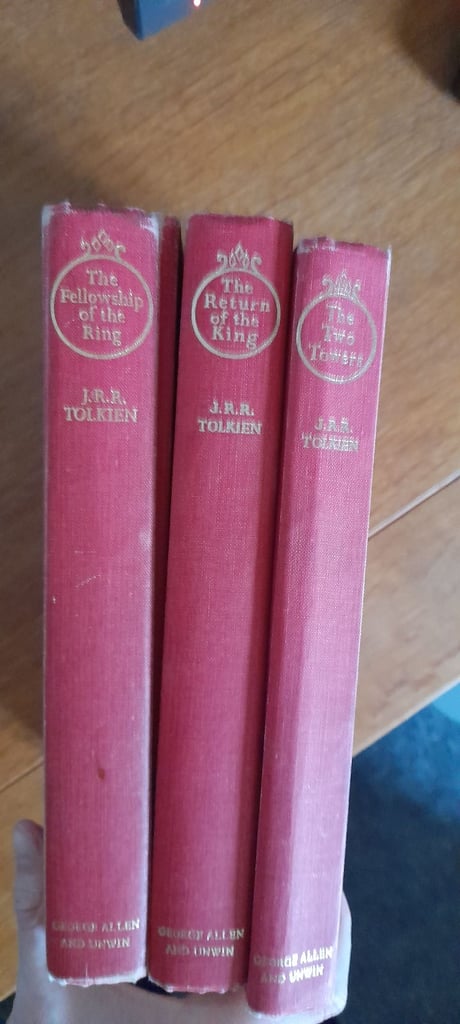 The
Fellowship
of the
Ring
J.R.R.
TOLKIEN
GEORGE ALLEN
AND UNWIN
The
Return
of the
King
J.R.R.
TOLKIEN
GEORGE ALLEN
AND UNWIN
The
Two
Towers
J.R.R.
TOLKIEN
GEORGE ALLEN
AND UNWIN